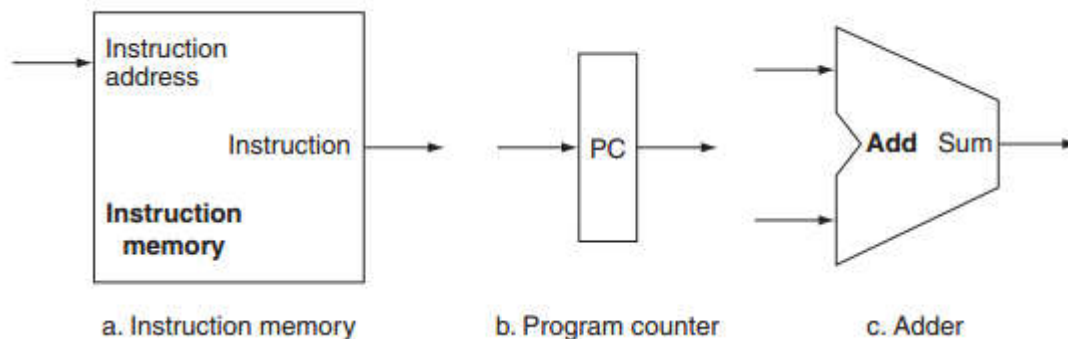 Instruction
address
Instruction
Instruction
memory
PC
Add Sum
a. Instruction memory
b. Program counter
c. Adder